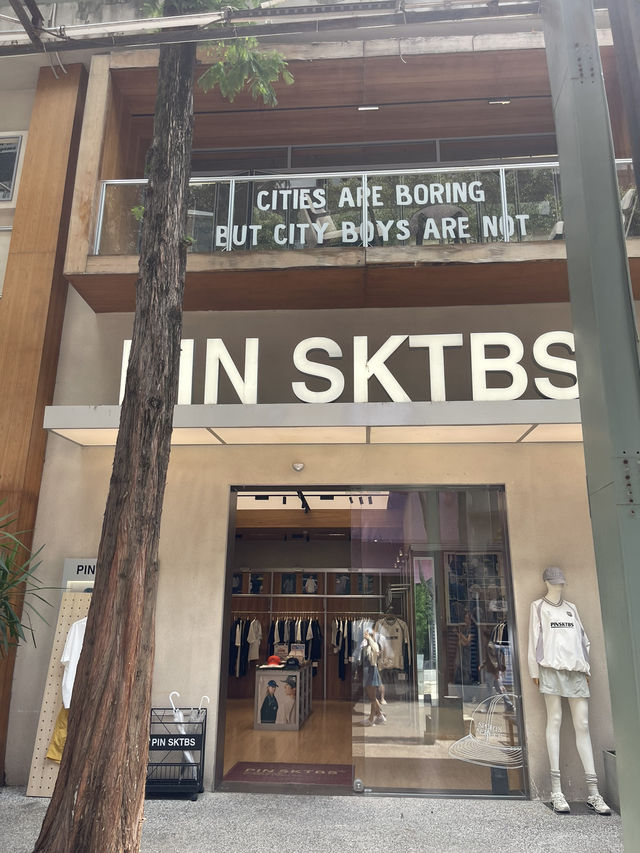 CITIES ARE BORING
BUT CITY BOYS ARE NOT
PIN SKTBS
PIN
PIN SKTBS
PINSKTBS
PIN SKTBS